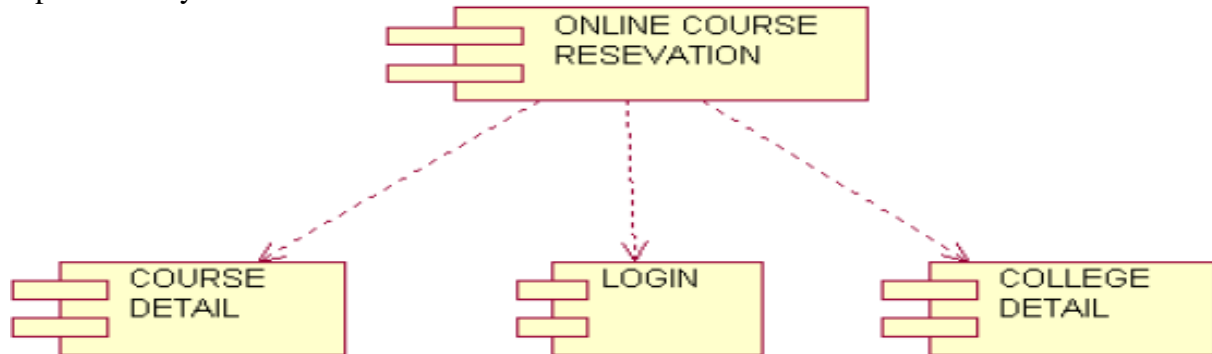 ONLINE COURSE
RESEVATION
COURSE
DETAIL
LOGIN
COLLEGE
DETAIL